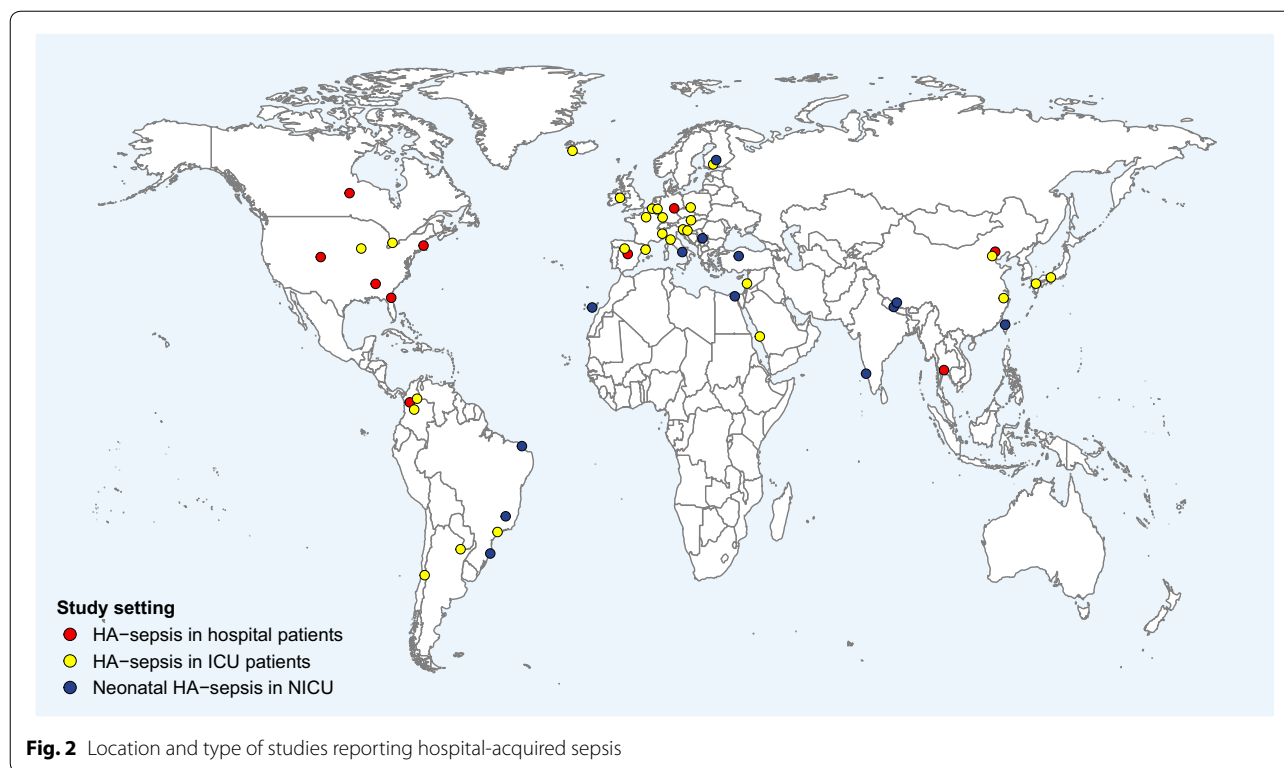 Study setting
HA−sepsis in hospital patients
HA−sepsis in ICU patients
Neonatal HA−sepsis in NICU
Fig. 2 Location and type of studies reporting hospital-acquired sepsis